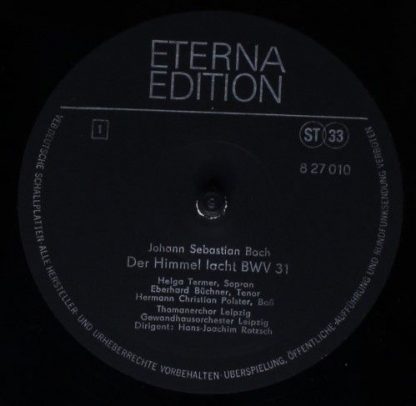 ETERNA
EDITION
1
ST 33
8 27 010
Johann Sebastian Bach
Der Himmel lacht BWV 31
Helga Termer, Sopran
Eberhard Büchner, Tenor
Hermann Christian Polster, Baß
Thomanerchor Leipzig
Gewandhausorchester Leipzig
Dirigent: Hans-Joachim Rotzsch
VEB DEUTSCHE SCHALLPLATTEN · ALLE HERSTELLER- UND URHEBERRECHTE VORBEHALTEN · ÜBERSPIELUNG, ÖFFENTLICHE AUFFÜHRUNG UND RUNDFUNKSENDUNG VERBOTEN